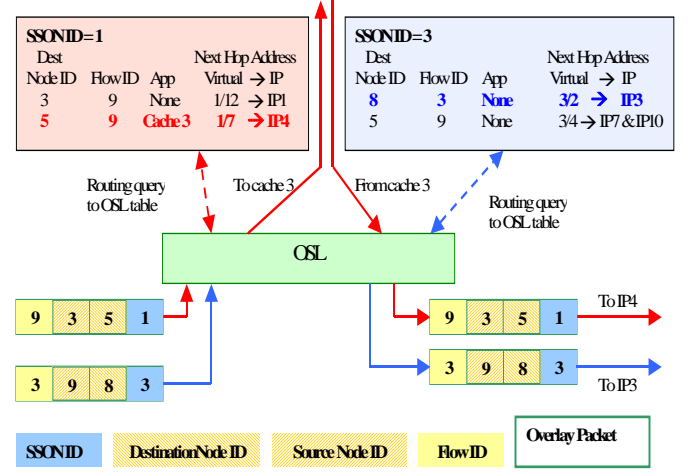 SSONID=1
Dest Next Hop Address
Node ID Flow ID App Virtual → IP
3 9 None 1/12 → IP1
5 9 Cache 3 1/7 → IP4
SSONID=3
Dest Next Hop Address
Node ID Flow ID App Virtual → IP
8 3 None 3/2 → IP3
5 9 None 3/4 → IP7 & IP10
Routing query
to OSL table
To cache 3
From cache 3
Routing query
to OSL table
OSL
9 3 5 1
9 3 5 1
To IP4
3 9 8 3
3 9 8 3
To IP3
SSON ID
Destination Node ID
Source Node ID
Flow ID
Overlay Packet